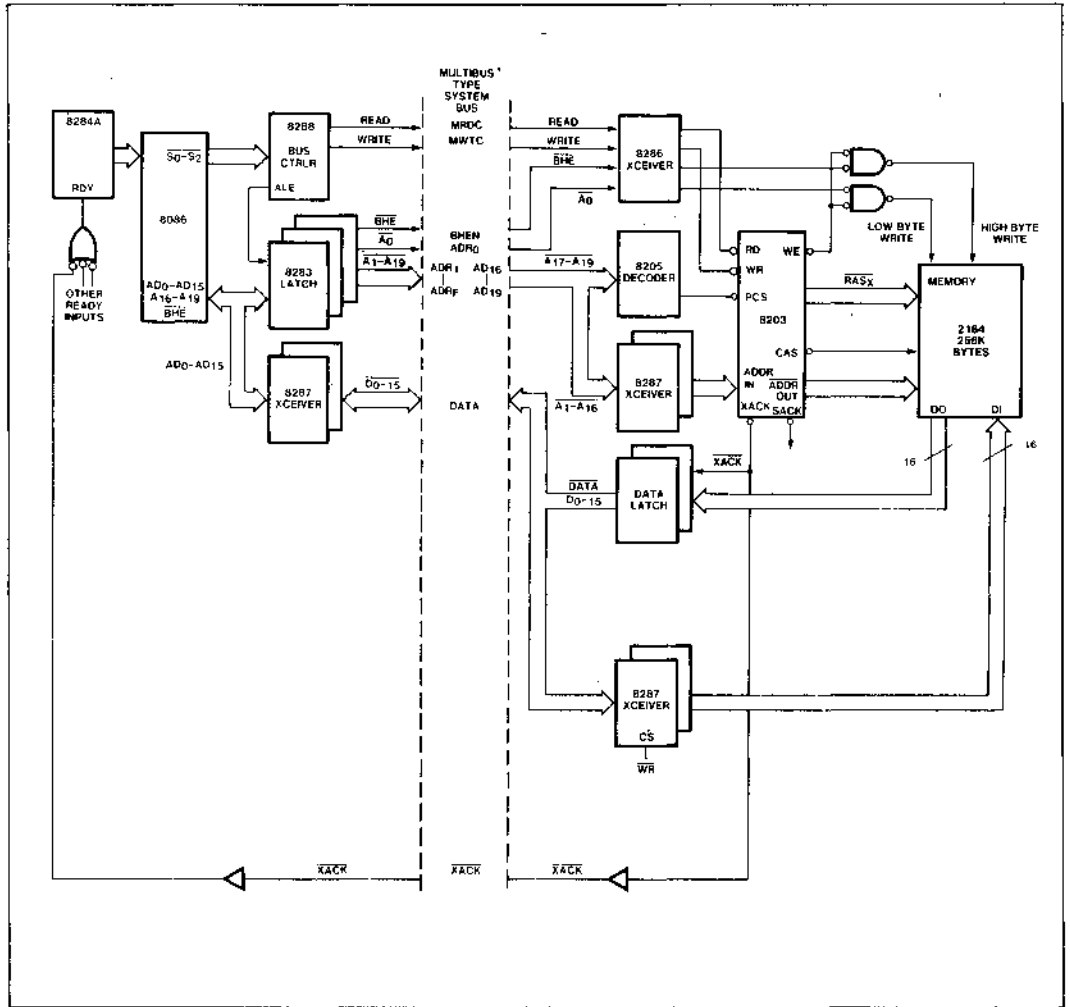 MULTIBUS*
TYPE
SYSTEM
BUS
8284A
RDY
OTHER
READY
INPUTS
S0-S2
8086
AD0-AD15
A16-A19
BHE
AD0-AD15
8288
BUS
CTRLR
ALE
READ
WRITE
8283
LATCH
BHE
A0
A1-A19
8287
XCEIVER
D0-15
MRDC
MWTC
BHEN
ADR0
ADR1 AD16
ADRF AD19
DATA
READ
WRITE
BHE
A0
A17-A19
A1-A16
DATA
D0-15
8286
XCEIVER
8205
DECODER
8287
XCEIVER
XACK
DATA
LATCH
8287
XCEIVER
CS
WR
RD WE
WR
PCS
8203
CAS
ADDR
IN
ADDR
OUT
XACK
SACK
LOW BYTE
WRITE
HIGH BYTE
WRITE
RASX
MEMORY
2164
256K
BYTES
DO DI
16
16
XACK
XACK
XACK